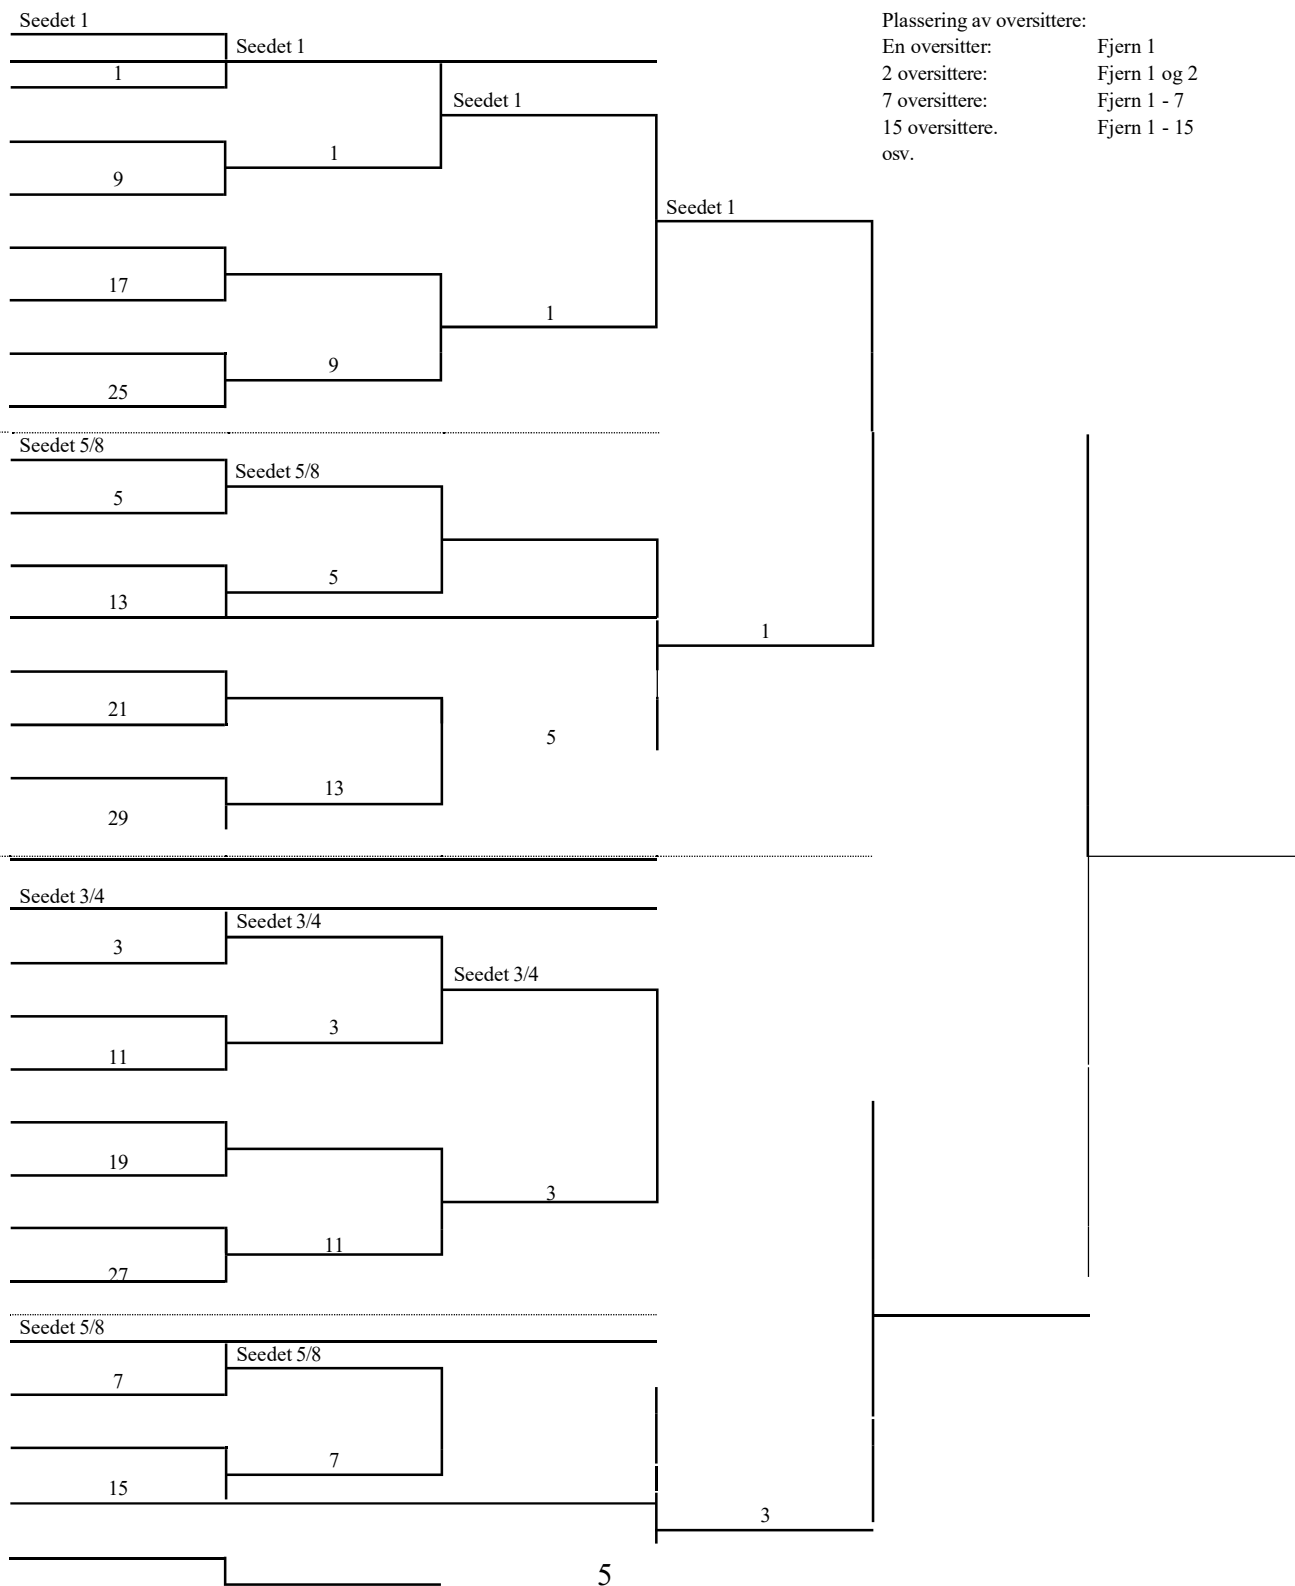 Seedet 1
Plassering av oversittere:
Seedet 1
En oversitter: Fjern 1
1
2 oversittere: Fjern 1 og 2
Seedet 1
7 oversittere: Fjern 1 - 7
15 oversittere. Fjern 1 - 15
1
osv.
9
Seedet 1
17
1
9
25
Seedet 5/8
Seedet 5/8
5
5
13
1
21
5
13
29
Seedet 3/4
Seedet 3/4
3
Seedet 3/4
3
11
19
3
11
27
Seedet 5/8
Seedet 5/8
7
7
15
3
5